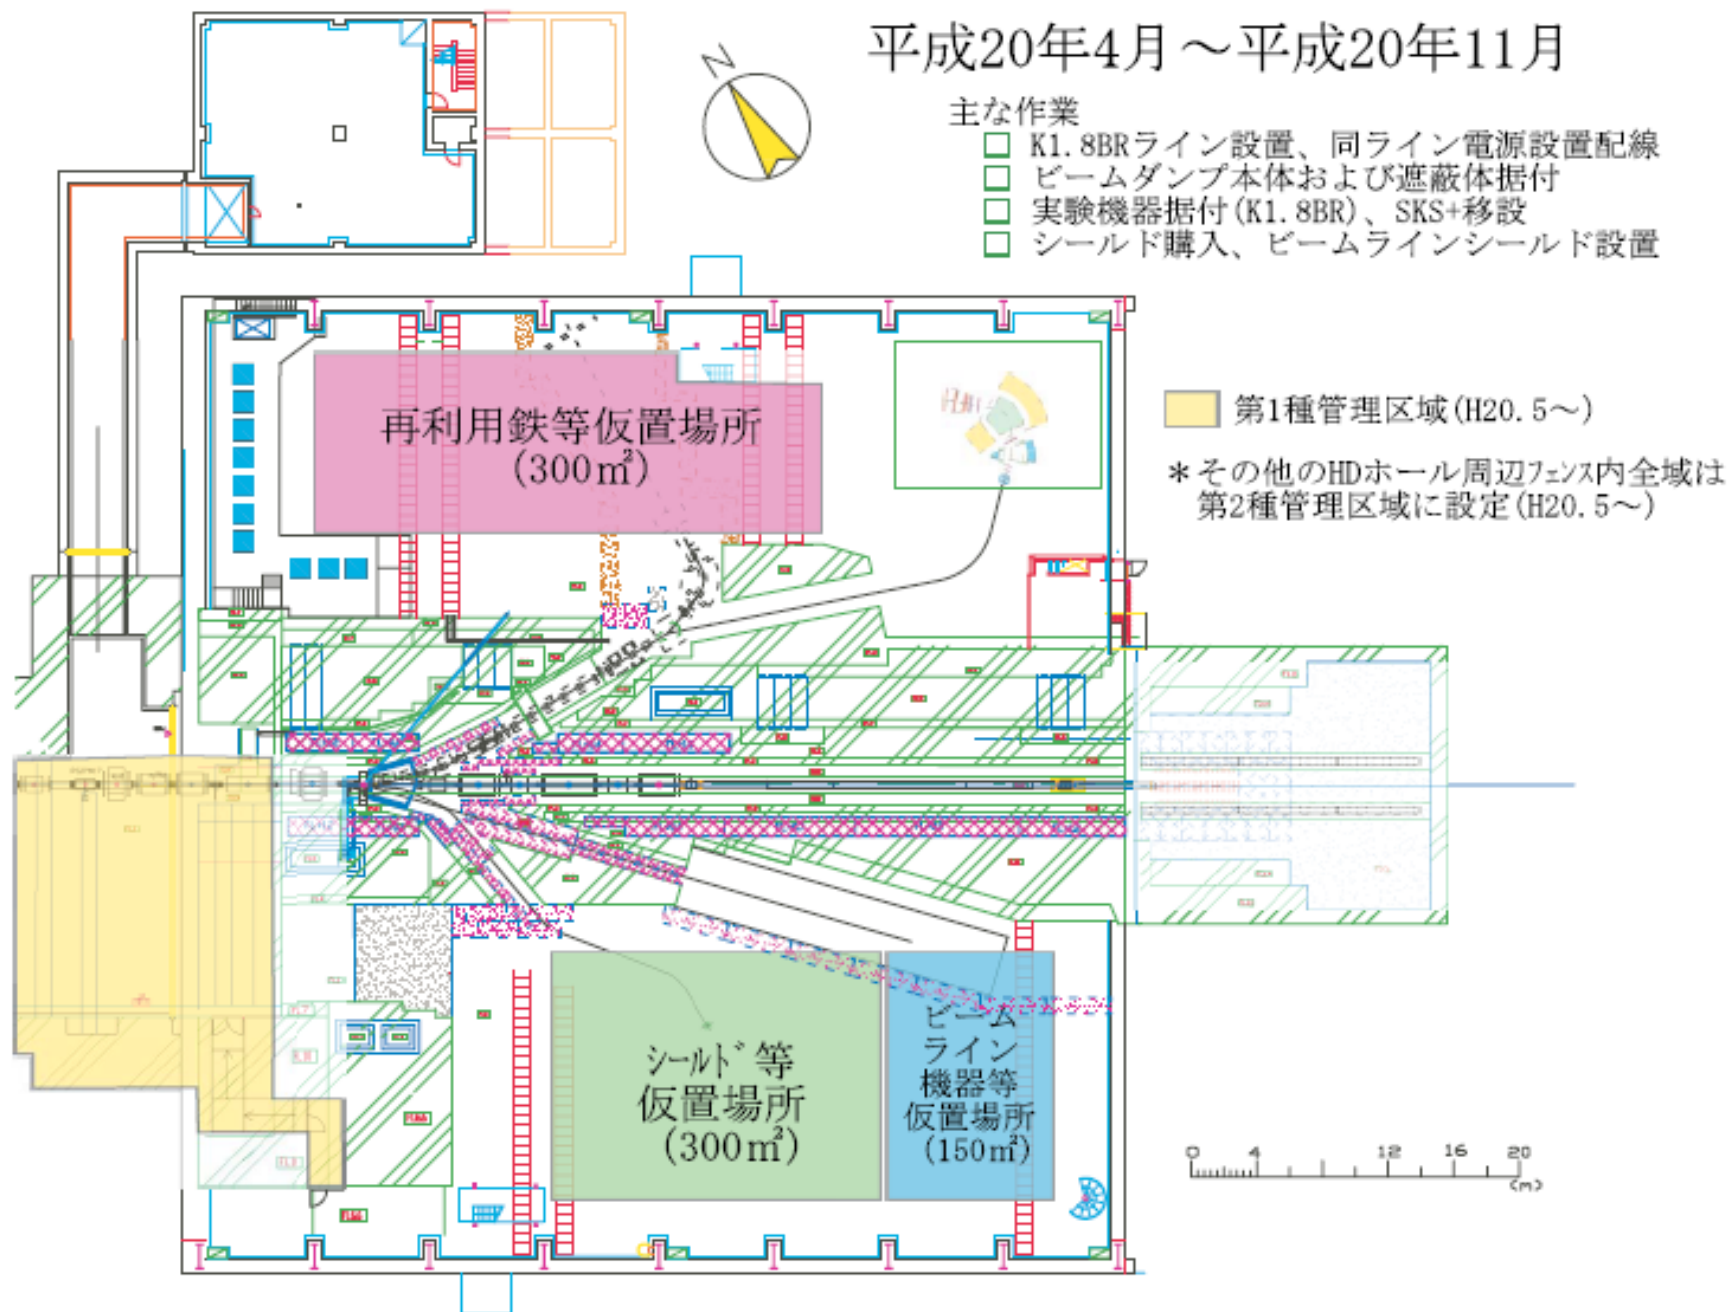 平成20年4月～平成20年11月
N
主な作業
K1.8BRライン設置、同ライン電源設置配線
ビームダンプ本体および遮蔽体据付
実験機器据付(K1.8BR)、SKS+移設
シールド購入、ビームラインシールド設置
再利用鉄等仮置場所
(300㎡)
第1種管理区域(H20.5～)
＊その他のHDホール周辺フェンス内全域は
第2種管理区域に設定(H20.5～)
シールド等
仮置場所
(300㎡)
ビーム
ライン
機器等
仮置場所
(150㎡)
0 4 12 16 20
(m)